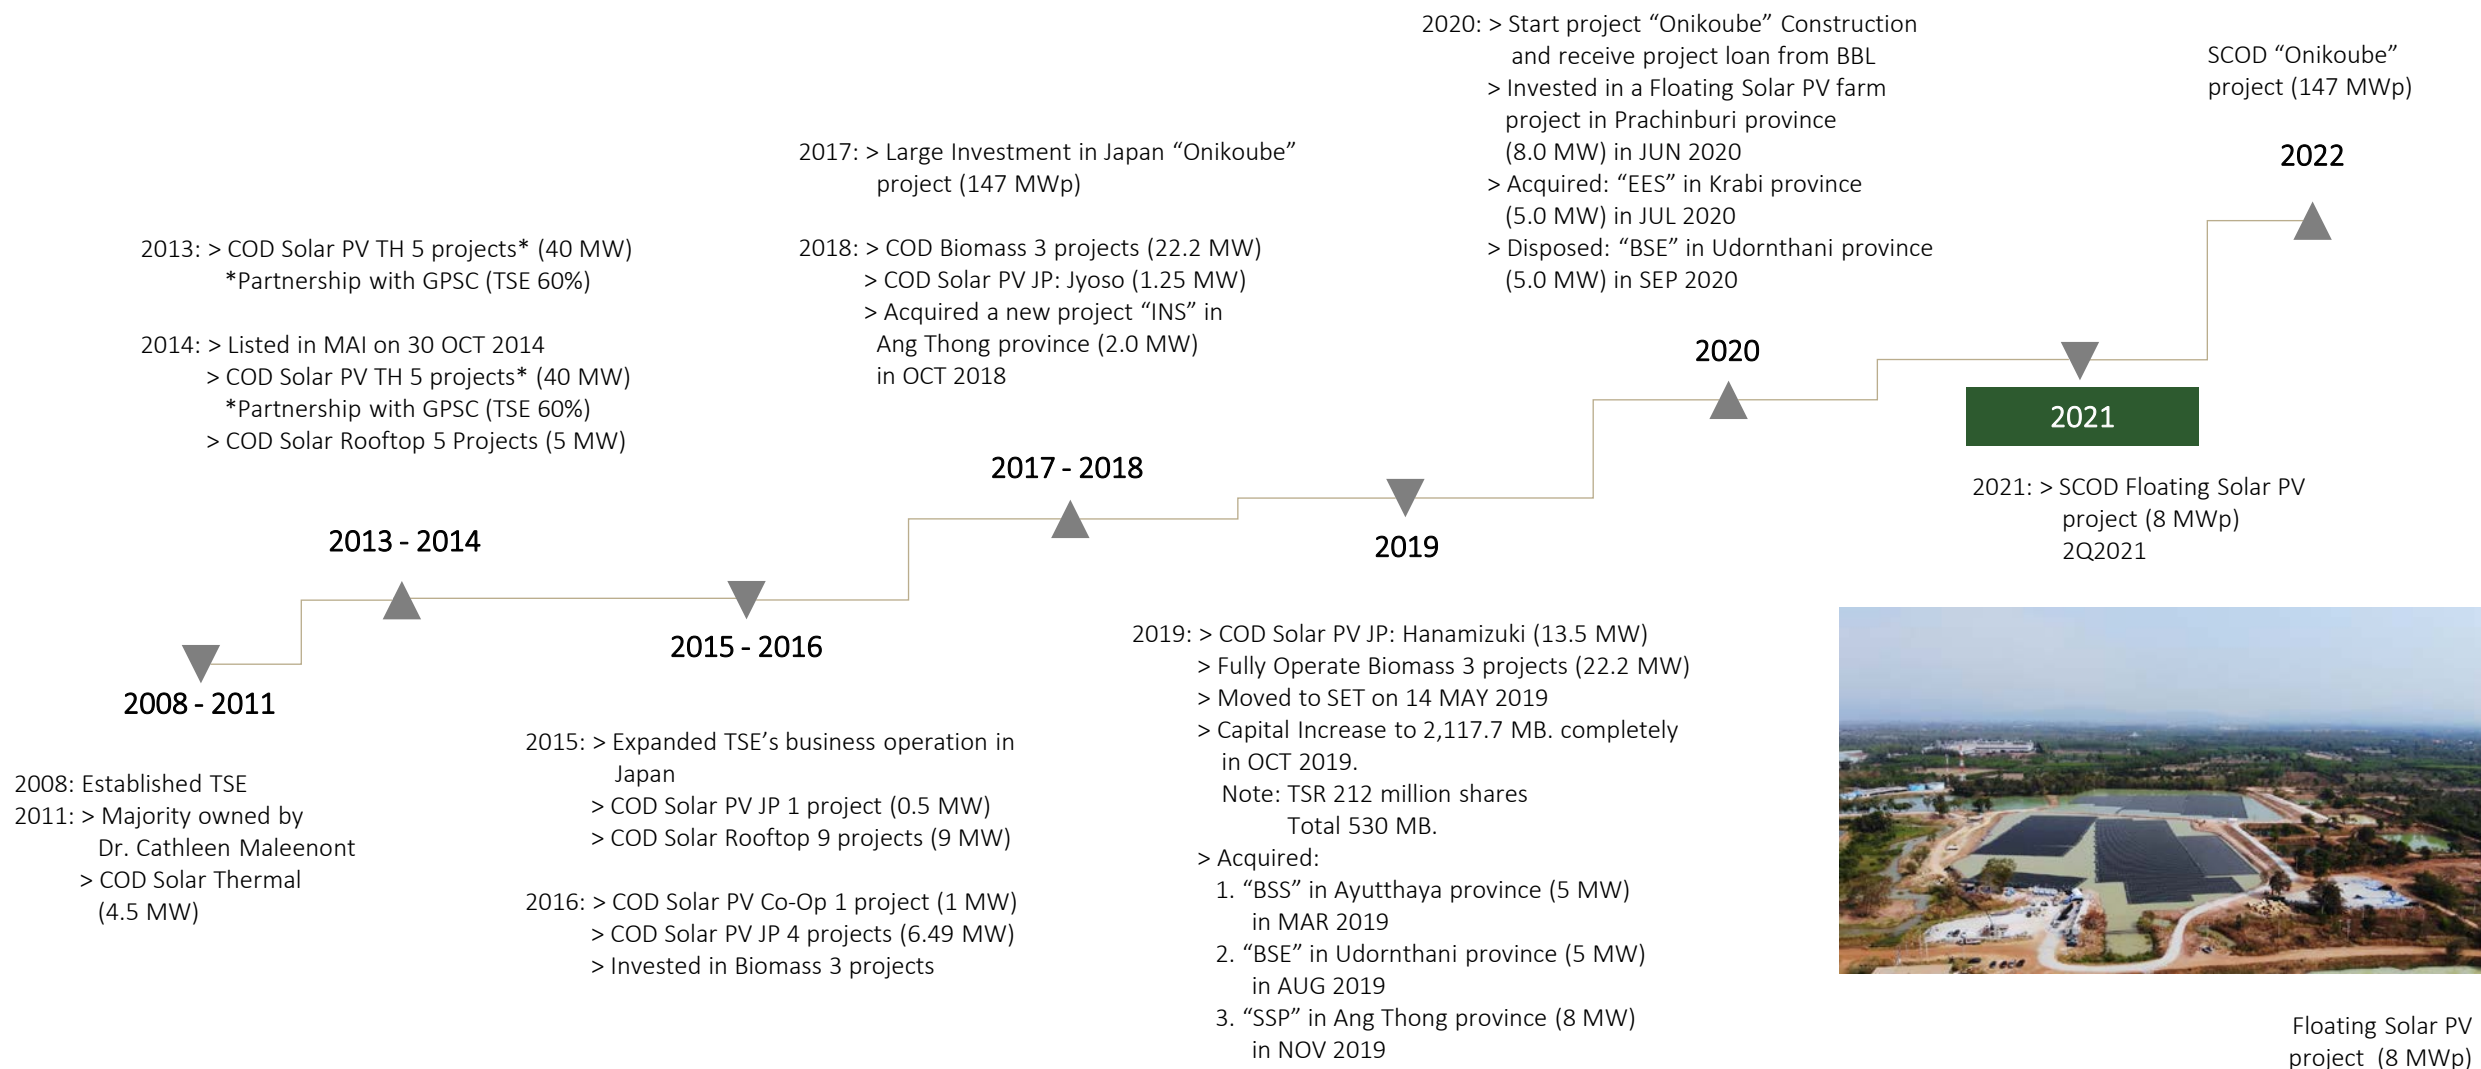 2008 - 2011
2008: Established TSE
2011: > Majority owned by
Dr. Cathleen Maleenont
> COD Solar Thermal
(4.5 MW)
2013: > COD Solar PV TH 5 projects* (40 MW)
*Partnership with GPSC (TSE 60%)
2014: > Listed in MAI on 30 OCT 2014
> COD Solar PV TH 5 projects* (40 MW)
*Partnership with GPSC (TSE 60%)
> COD Solar Rooftop 5 Projects (5 MW)
2013 - 2014
2015 - 2016
2015: > Expanded TSE’s business operation in
Japan
> COD Solar PV JP 1 project (0.5 MW)
> COD Solar Rooftop 9 projects (9 MW)
2016: > COD Solar PV Co-Op 1 project (1 MW)
> COD Solar PV JP 4 projects (6.49 MW)
> Invested in Biomass 3 projects
2017: > Large Investment in Japan “Onikoube”
project (147 MWp)
2018: > COD Biomass 3 projects (22.2 MW)
> COD Solar PV JP: Jyoso (1.25 MW)
> Acquired a new project “INS” in
Ang Thong province (2.0 MW)
in OCT 2018
2017 - 2018
2019
2019: > COD Solar PV JP: Hanamizuki (13.5 MW)
> Fully Operate Biomass 3 projects (22.2 MW)
> Moved to SET on 14 MAY 2019
> Capital Increase to 2,117.7 MB. completely
in OCT 2019.
Note: TSR 212 million shares
Total 530 MB.
> Acquired:
1. “BSS” in Ayutthaya province (5 MW)
in MAR 2019
2. “BSE” in Udornthani province (5 MW)
in AUG 2019
3. “SSP” in Ang Thong province (8 MW)
in NOV 2019
2020: > Start project “Onikoube” Construction
and receive project loan from BBL
> Invested in a Floating Solar PV farm
project in Prachinburi province
(8.0 MW) in JUN 2020
> Acquired: “EES” in Krabi province
(5.0 MW) in JUL 2020
> Disposed: “BSE” in Udornthani province
(5.0 MW) in SEP 2020
2020
2021
2021: > SCOD Floating Solar PV
project (8 MWp)
2Q2021
SCOD “Onikoube”
project (147 MWp)
2022
Floating Solar PV
project (8 MWp)